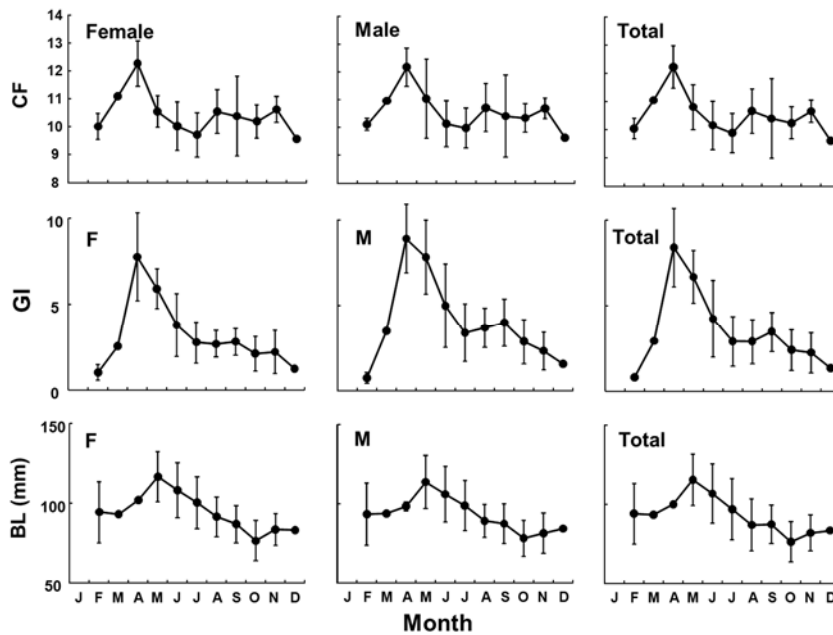 Female Male Total
14
13
12
11
10
9
8
CF
F M Total
10
5
0
GI
F M Total
150
100
50
BL (mm)
J F M A M J J A S O N D J F M A M J J A S O N D J F M A M J J A S O N D
Month